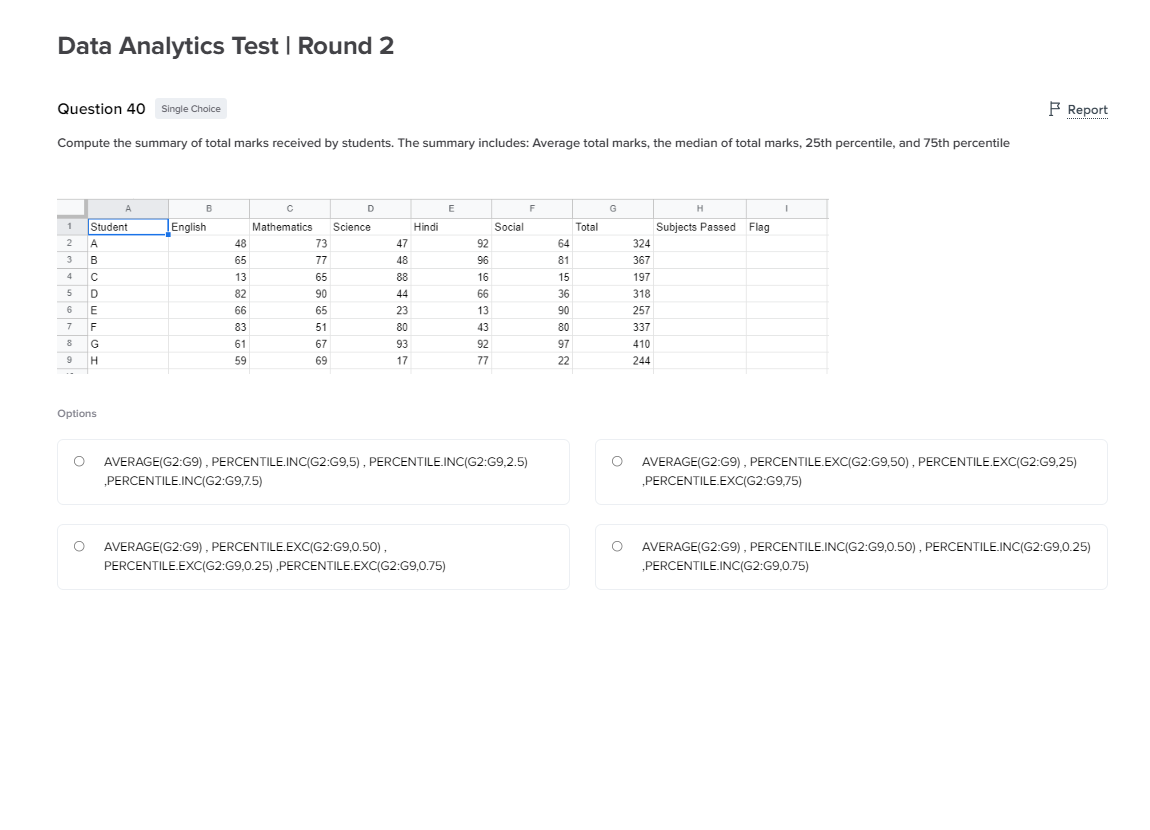 Data Analytics Test | Round 2
Question 40 Single Choice Report
Compute the summary of total marks received by students. The summary includes: Average total marks, the median of total marks, 25th percentile, and 75th percentile
A B C D E F G H I
1 Student English Mathematics Science Hindi Social Total Subjects Passed Flag
2 A 48 73 47 92 64 324
3 B 65 77 48 96 81 367
4 C 13 65 88 16 15 197
5 D 82 90 44 66 36 318
6 E 66 65 23 13 90 257
7 F 83 51 80 43 80 337
8 G 61 67 93 92 97 410
9 H 59 69 17 77 22 244
Options
AVERAGE(G2:G9) , PERCENTILE.INC(G2:G9,5) , PERCENTILE.INC(G2:G9,2.5)
,PERCENTILE.INC(G2:G9,7.5)
AVERAGE(G2:G9) , PERCENTILE.EXC(G2:G9,50) , PERCENTILE.EXC(G2:G9,25)
,PERCENTILE.EXC(G2:G9,75)
AVERAGE(G2:G9) , PERCENTILE.EXC(G2:G9,0.50) ,
PERCENTILE.EXC(G2:G9,0.25) ,PERCENTILE.EXC(G2:G9,0.75)
AVERAGE(G2:G9) , PERCENTILE.INC(G2:G9,0.50) , PERCENTILE.INC(G2:G9,0.25)
,PERCENTILE.INC(G2:G9,0.75)